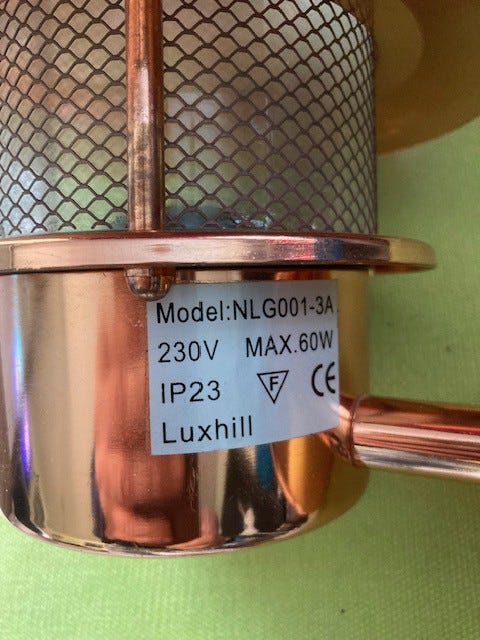 Model:NLG001-3A
230V MAX.60W
IP23 F CE
Luxhill